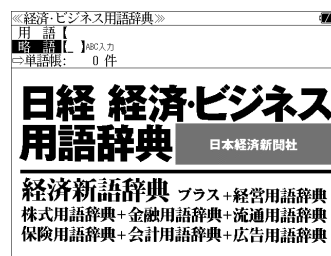 ≪経済・ビジネス用語辞典≫
用 語【
略 語【_ 】ABC入力
⇨単語帳: 0 件
日経 経済・ビジネス
用語辞典 日本経済新聞社
経済新語辞典 プラス+経営用語辞典
株式用語辞典+金融用語辞典+流通用語辞典
保険用語辞典+会計用語辞典+広告用語辞典